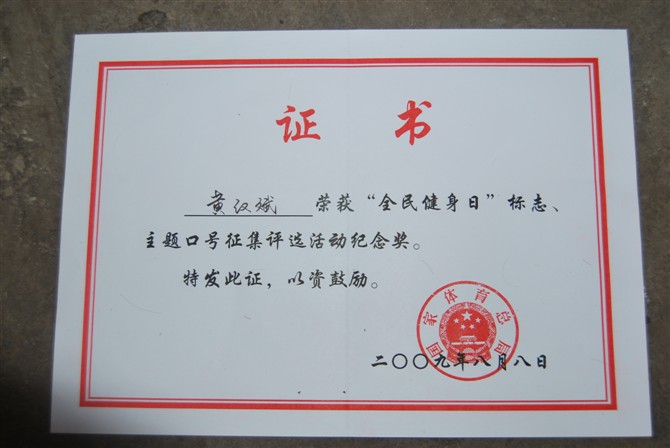 证 书
黄汉斌 荣获“全民健身日”标志、
主题口号征集评选活动纪念奖。
特发此证，以资鼓励。
国家体育总局
二〇〇九年八月八日